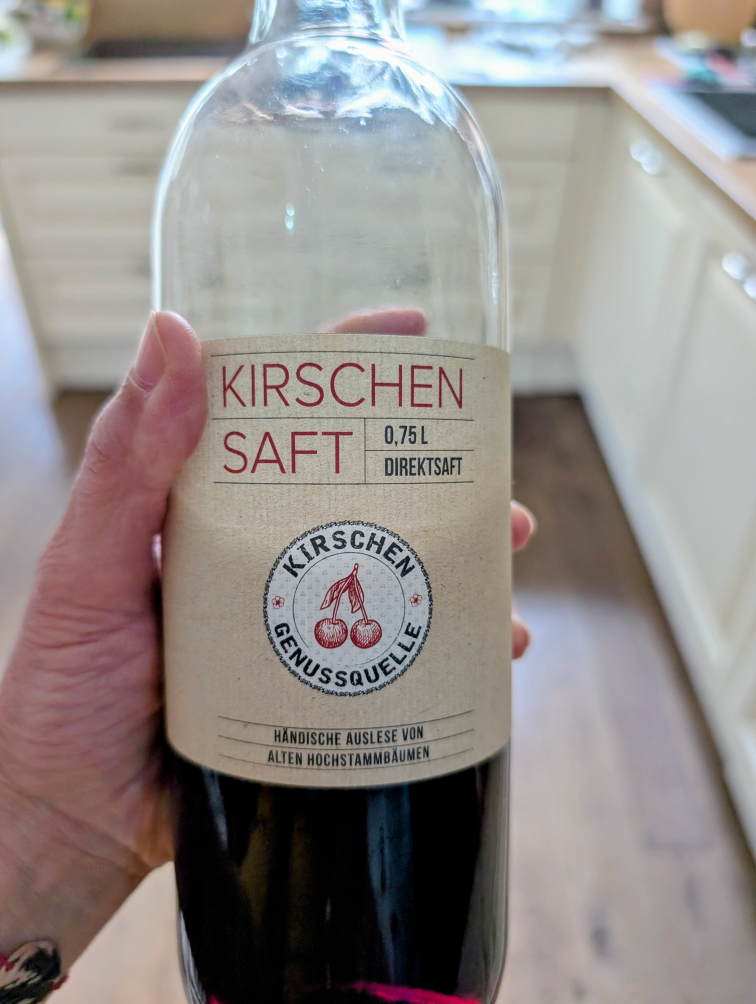 KIRSCHEN
SAFT
0,75 L
DIREKTSAFT
KIRSCHEN
GENUSSQUELLE
HÄNDISCHE AUSLESE VON
ALTEN HOCHSTAMMBÄUMEN